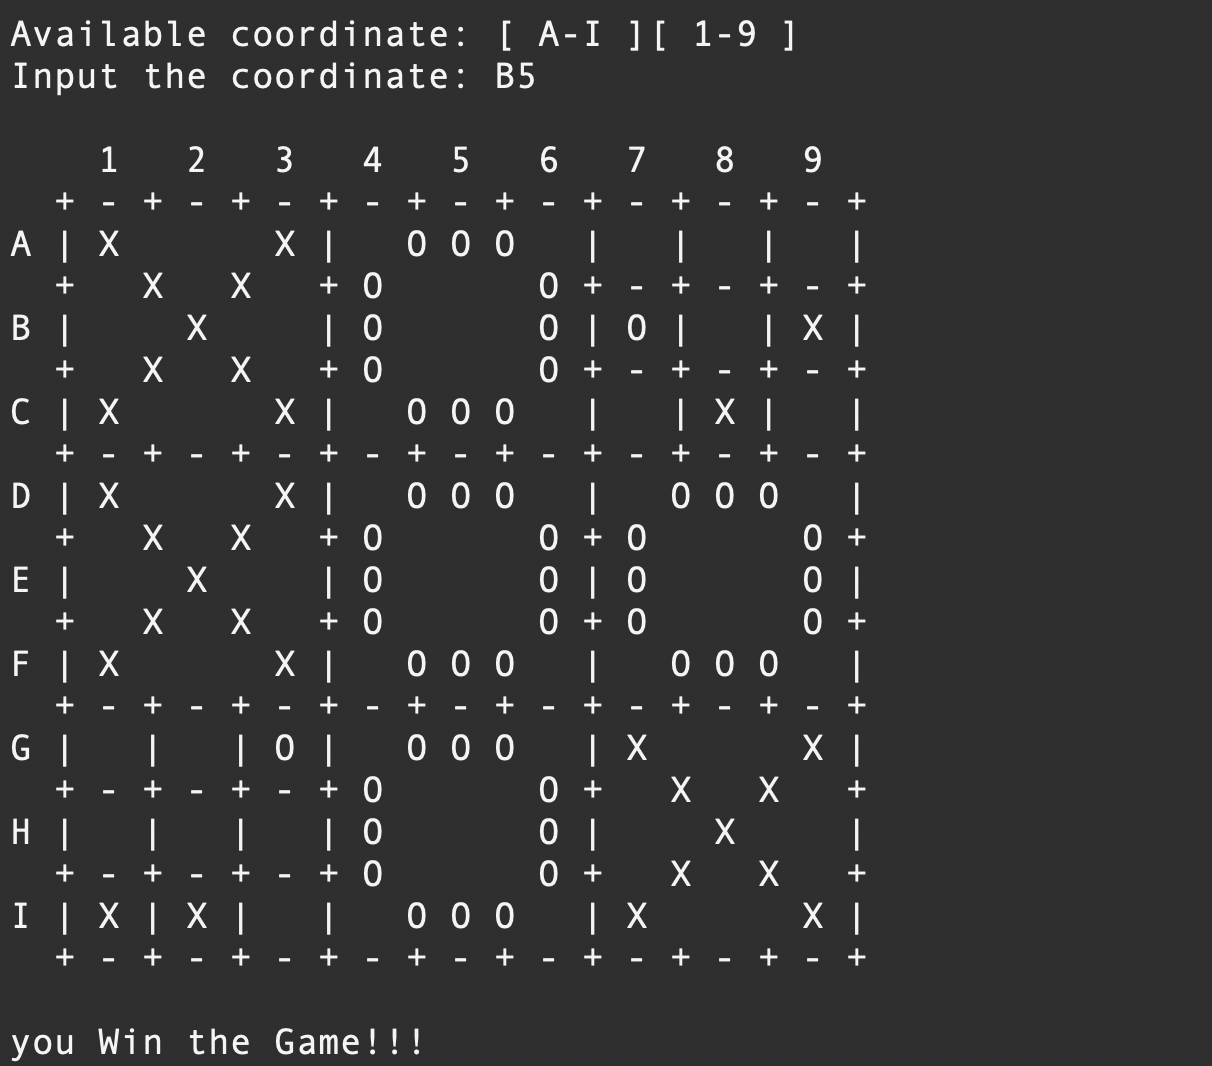 Available coordinate: [ A-I ][ 1-9 ]
Input the coordinate: B5

    1   2   3   4   5   6   7   8   9
  + - + - + - + - + - + - + - + - + - +
A | X       X |   O O O   |   |   |   |
  +   X   X   + O       O + - + - + - +
B |     X     | O       O | O |   | X |
  +   X   X   + O       O + - + - + - +
C | X       X |   O O O   |   | X |   |
  + - + - + - + - + - + - + - + - + - +
D | X       X |   O O O   |   O O O   |
  +   X   X   + O       O + O       O +
E |     X     | O       O | O       O |
  +   X   X   + O       O + O       O +
F | X       X |   O O O   |   O O O   |
  + - + - + - + - + - + - + - + - + - +
G |   |   | O |   O O O   | X       X |
  + - + - + - + O       O +   X   X   +
H |   |   |   | O       O |     X     |
  + - + - + - + O       O +   X   X   +
I | X | X |   |   O O O   | X       X |
  + - + - + - + - + - + - + - + - + - +

you Win the Game!!!